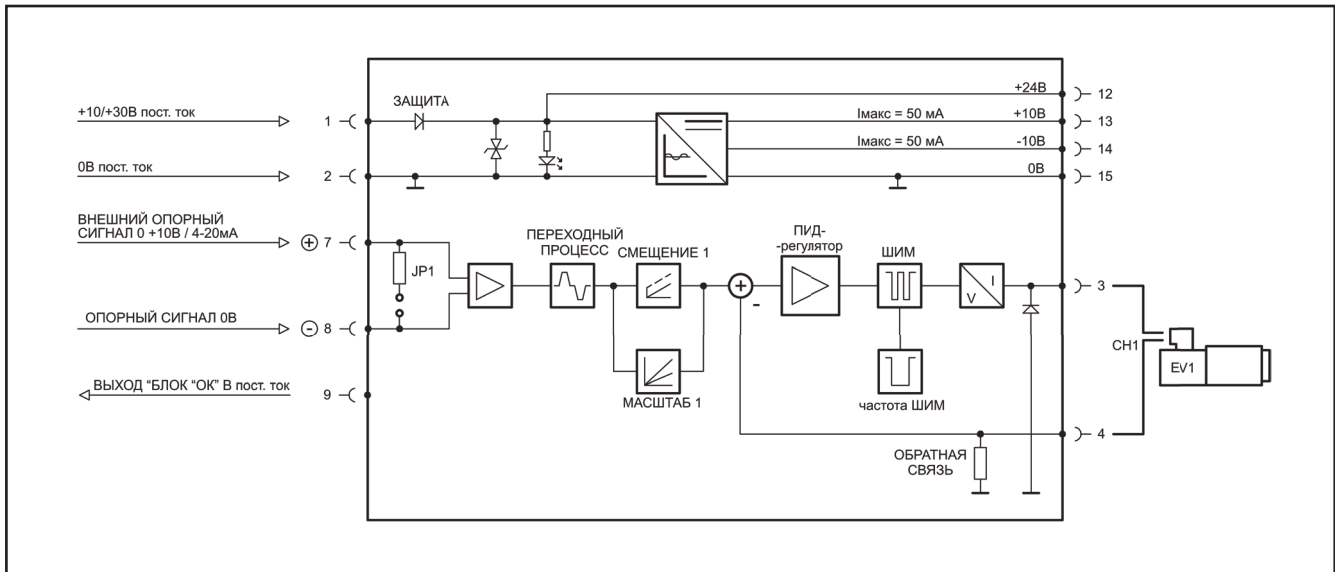 +10/+30В пост. ток
1
ЗАЩИТА
+24В
12
Iмакс = 50 мА
+10В
13
Iмакс = 50 мА
-10В
14
0В пост. ток
2
0В
15
ВНЕШНИЙ ОПОРНЫЙ
СИГНАЛ 0 +10В / 4-20мА
+
7
JP1
ПЕРЕХОДНЫЙ
ПРОЦЕСС
СМЕЩЕНИЕ 1
+
-
ПИД-
-регулятор
ШИМ
V
I
3
ОПОРНЫЙ СИГНАЛ 0В
-
8
МАСШТАБ 1
частота ШИМ
CH1
EV1
ВЫХОД “БЛОК “ОК” В пост. ток
9
ОБРАТНАЯ
СВЯЗЬ
4